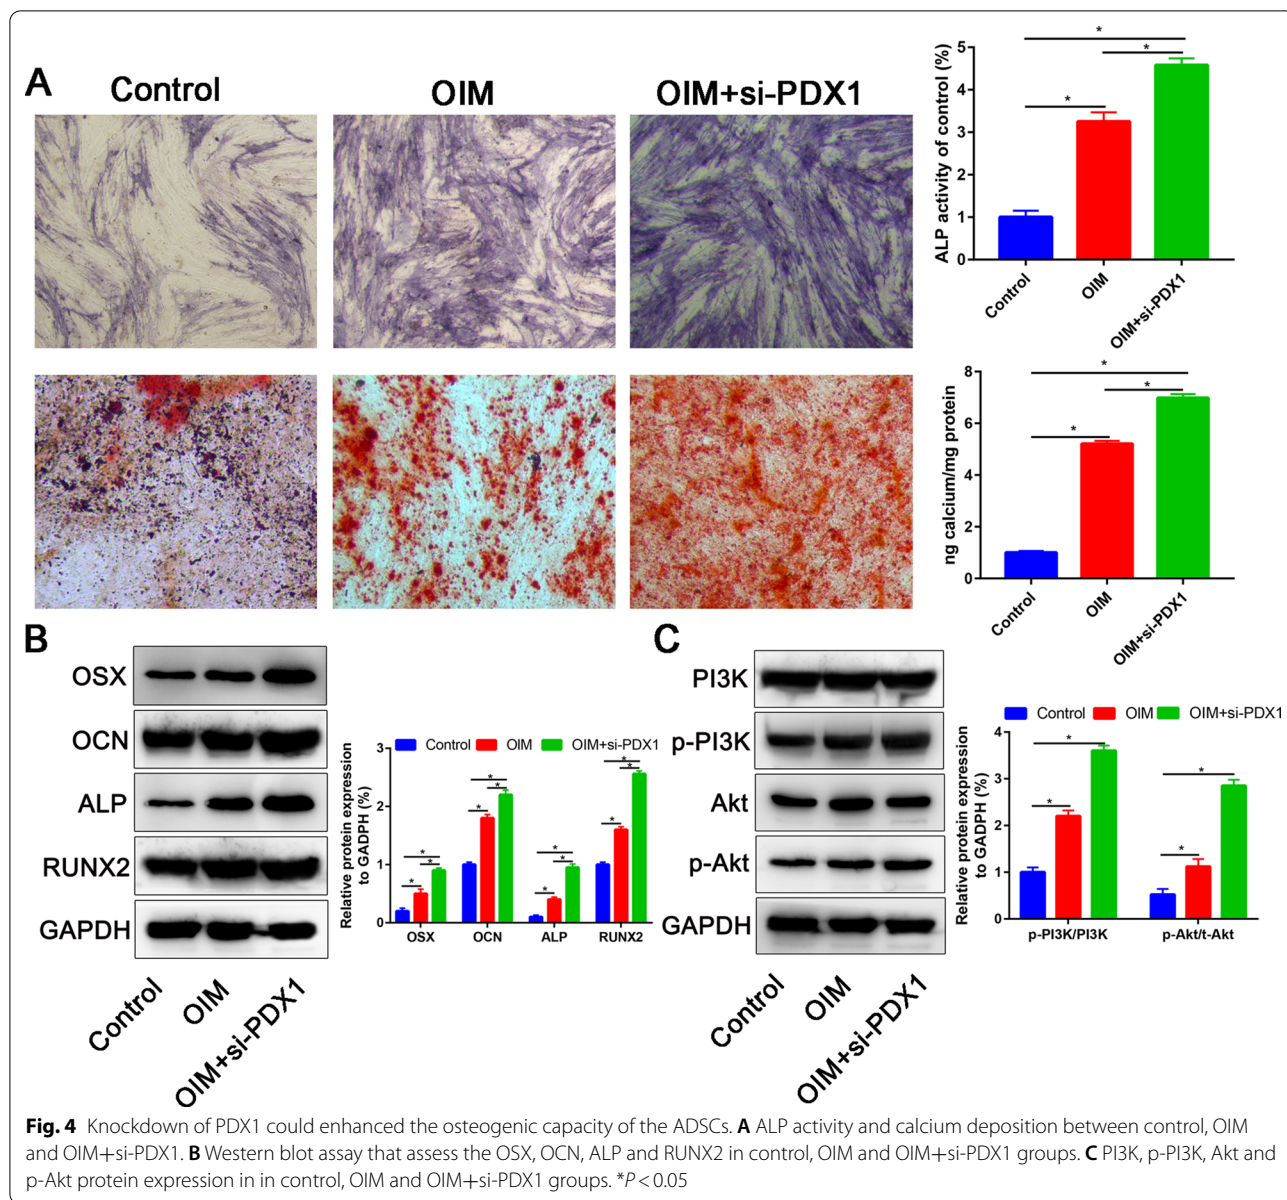 A
Control
OIM
OIM+si-PDX1
ALP activity of control (%)
5
4
3
2
1
0
*
*
*
Control
OIM
OIM+si-PDX1
ng calcium/mg protein
10
8
6
4
2
0
*
*
*
Control
OIM
OIM+si-PDX1
B
OSX
OCN
ALP
RUNX2
GAPDH
Control
OIM
OIM+si-PDX1
Control
OIM
OIM+si-PDX1
Relative protein expression
to GADPH (%)
3
2
1
0
*
*
*
*
*
*
*
*
*
*
*
*
OSX
OCN
ALP
RUNX2
C
PI3K
p-PI3K
Akt
p-Akt
GAPDH
Control
OIM
OIM+si-PDX1
Control
OIM
OIM+si-PDX1
Relative protein expression
to GADPH (%)
4
3
2
1
0
*
*
*
*
p-PI3K/PI3K
p-Akt/t-Akt
Fig. 4 Knockdown of PDX1 could enhanced the osteogenic capacity of the ADSCs. A ALP activity and calcium deposition between control, OIM
and OIM+si-PDX1. B Western blot assay that assess the OSX, OCN, ALP and RUNX2 in control, OIM and OIM+si-PDX1 groups. C PI3K, p-PI3K, Akt and
p-Akt protein expression in in control, OIM and OIM+si-PDX1 groups. *P < 0.05